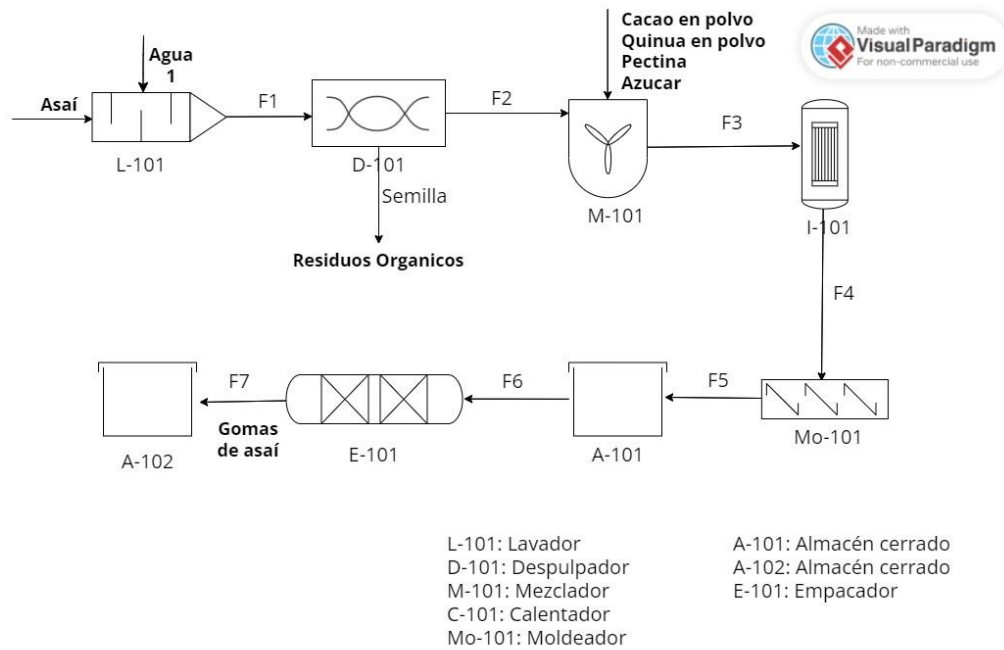 Cacao en polvo
Quinua en polvo
Pectina
Azucar
Made with
Visual Paradigm
For non-commercial use
Agua
1
Asaí
F1
F2
F3
L-101
D-101
M-101
I-101
Semilla
Residuos Organicos
F4
F7
F6
F5
Gomas
de asaí
A-102
E-101
A-101
Mo-101
L-101: Lavador
D-101: Despulpador
M-101: Mezclador
C-101: Calentador
Mo-101: Moldeador
A-101: Almacén cerrado
A-102: Almacén cerrado
E-101: Empacador